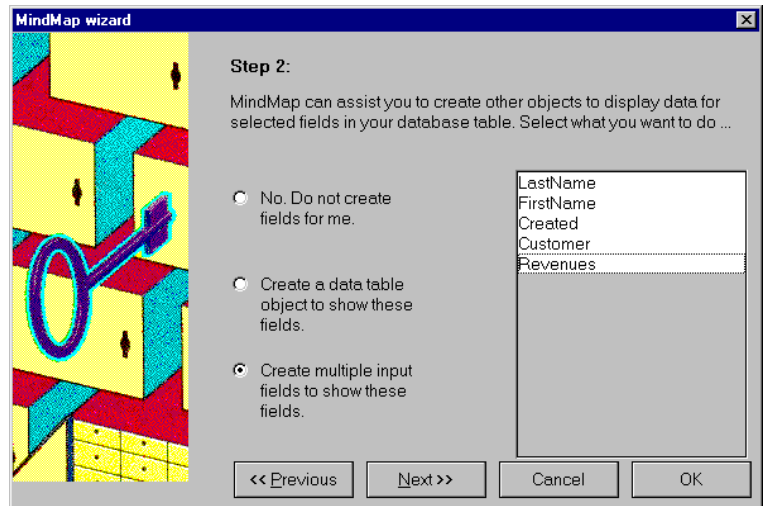 MindMap wizard
Step 2:
MindMap can assist you to create other objects to display data for
selected fields in your database table. Select what you want to do ...
No. Do not create
fields for me.
Create a data table
object to show these
fields.
Create multiple input
fields to show these
fields.
LastName
FirstName
Created
Customer
Revenues
<< Previous
Next >>
Cancel
OK